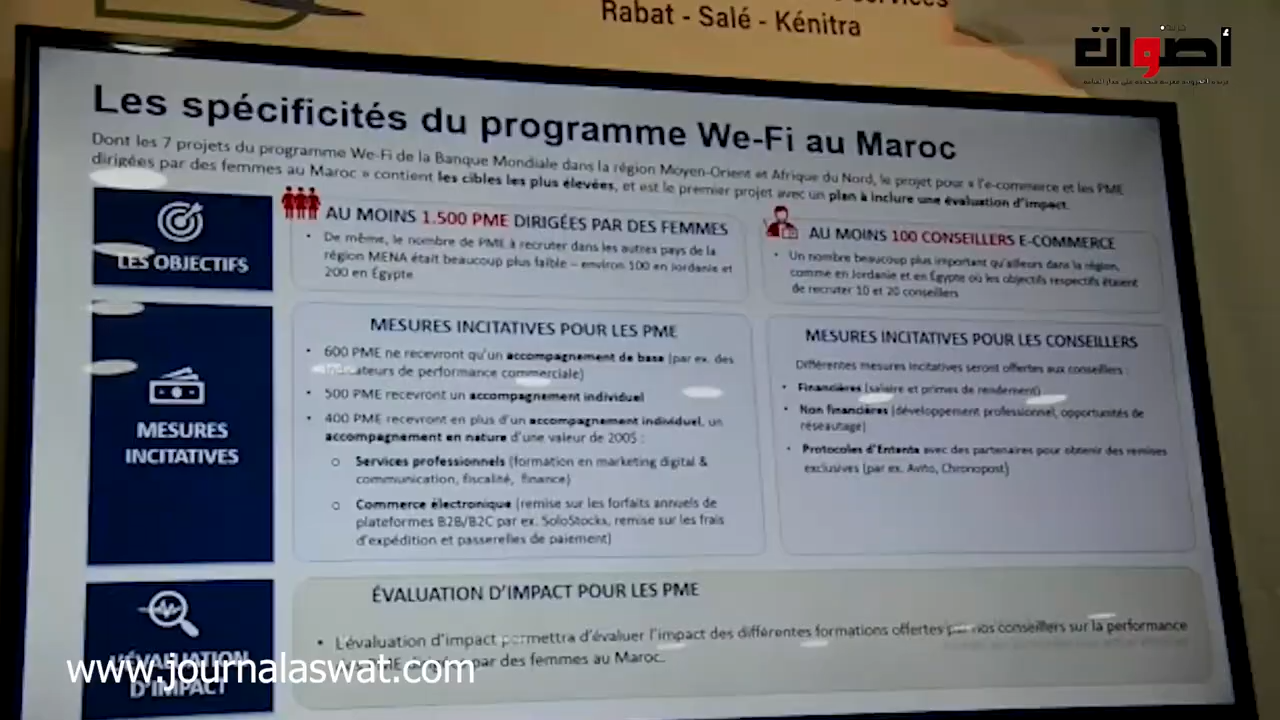 services
Rabat - Salé - Kénitra
أصوات
Les spécificités du programme We-Fi au Maroc
Dont les 7 projets du programme We-Fi de la Banque Mondiale dans la région Moyen-Orient et Afrique du Nord, le projet pour « l'e-commerce et les PME
dirigées par des femmes au Maroc » contient les cibles les plus élevées, et est le premier projet avec un plan à inclure une évaluation d'impact.
LES OBJECTIFS
AU MOINS 1.500 PME DIRIGÉES PAR DES FEMMES
• De même, le nombre de PME à recruter dans les autres pays de la
région MENA était beaucoup plus faible – environ 100 en Jordanie et
200 en Égypte
AU MOINS 100 CONSEILLERS E-COMMERCE
• Un nombre beaucoup plus important qu'ailleurs dans la région,
comme en Jordanie et en Égypte où les objectifs respectifs étaient
de recruter 10 et 20 conseillers
MESURES
INCITATIVES
MESURES INCITATIVES POUR LES PME
• 600 PME ne recevront qu'un accompagnement de base (par ex. des
indicateurs de performance commerciale)
• 500 PME recevront un accompagnement individuel
• 400 PME recevront en plus d'un accompagnement individuel, un
accompagnement en nature d'une valeur de 200$ :
o Services professionnels (formation en marketing digital &
communication, fiscalité, finance)
o Commerce électronique (remise sur les forfaits annuels de
plateformes B2B/B2C par ex. SoloStocks, remise sur les frais
d'expédition et passerelles de paiement)
MESURES INCITATIVES POUR LES CONSEILLERS
Différentes mesures incitatives seront offertes aux conseillers :
• Financières (salaire et primes de rendement)
• Non financières (développement professionnel, opportunités de
réseautage)
• Protocoles d'Entente avec des partenaires pour obtenir des remises
exclusives (par ex. Avito, Chronopost)
L'ÉVALUATION
D'IMPACT
ÉVALUATION D'IMPACT POUR LES PME
• L'évaluation d'impact permettra d'évaluer l'impact des différentes formations offertes par nos conseillers sur la performance
par des femmes au Maroc.
www.journalaswat.com